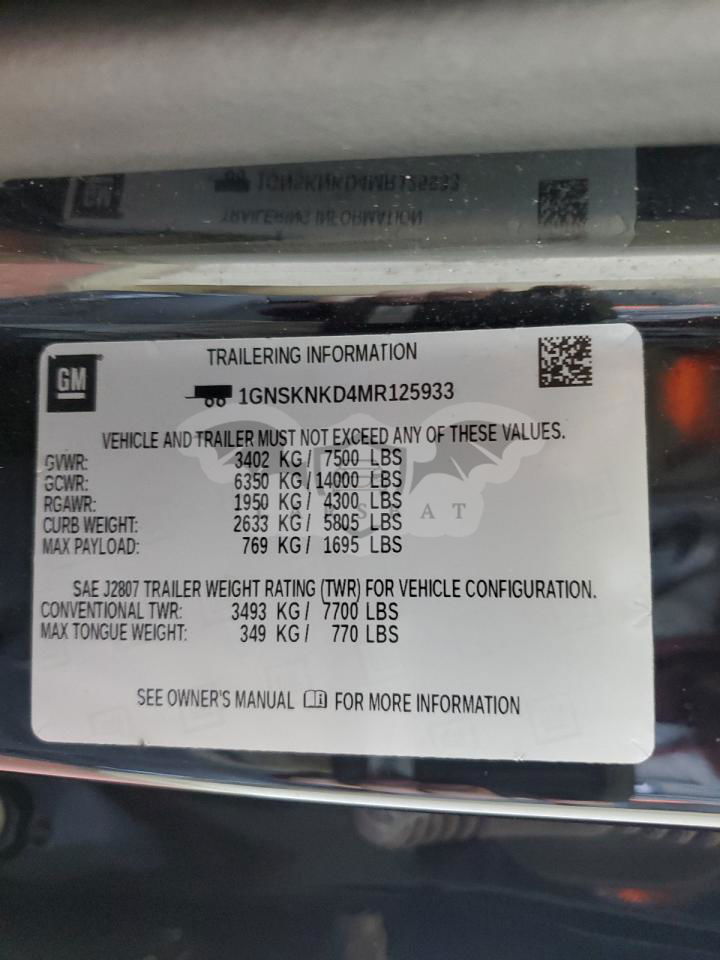 1GNSKNKD4MR125933
TRAILERING INFORMATION
TRAILERING INFORMATION
GM
1GNSKNKD4MR125933
VEHICLE AND TRAILER MUST NOT EXCEED ANY OF THESE VALUES.
GVWR: 3402 KG/ 7500 LBS
GCWR: 6350 KG/14000 LBS
RGAWR: 1950 KG/ 4300 LBS
CURB WEIGHT: 2633 KG/ 5805 LBS
MAX PAYLOAD: 769 KG/ 1695 LBS
SAE J2807 TRAILER WEIGHT RATING (TWR) FOR VEHICLE CONFIGURATION.
CONVENTIONAL TWR: 3493 KG/ 7700 LBS
MAX TONGUE WEIGHT: 349 KG/ 770 LBS
SEE OWNER'S MANUAL FOR MORE INFORMATION